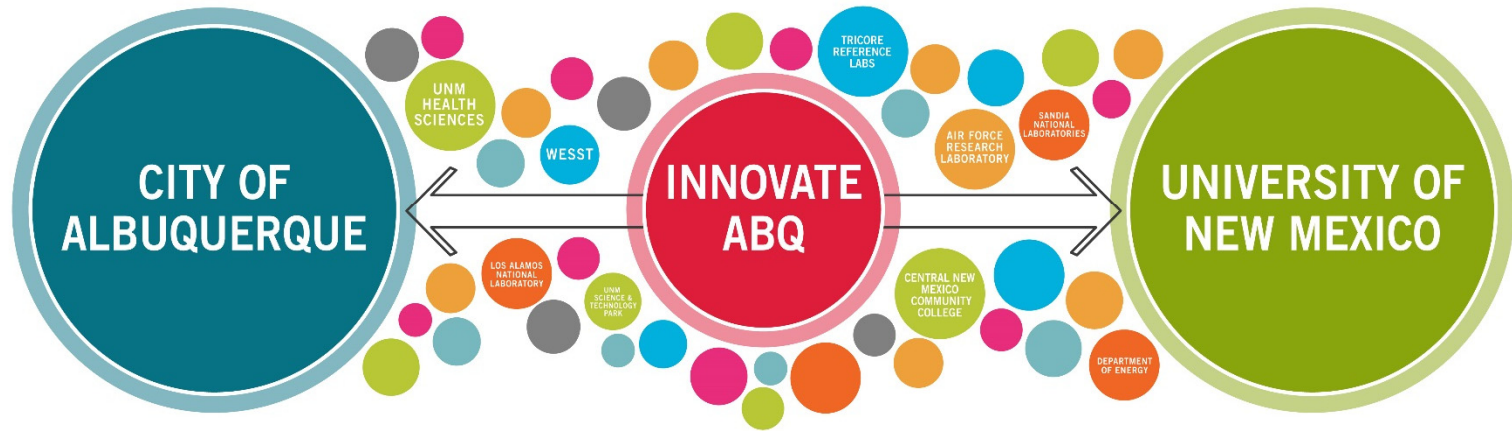 CITY OF
ALBUQUERQUE
UNM
HEALTH
SCIENCES
WESST
LOS ALAMOS
NATIONAL
LABORATORY
UNM
SCIENCE &
TECHNOLOGY
PARK
INNOVATE
ABQ
TRICORE
REFERENCE
LABS
AIR FORCE
RESEARCH
LABORATORY
SANDIA
NATIONAL
LABORATORIES
CENTRAL NEW
MEXICO
COMMUNITY
COLLEGE
DEPARTMENT
OF ENERGY
UNIVERSITY OF
NEW MEXICO